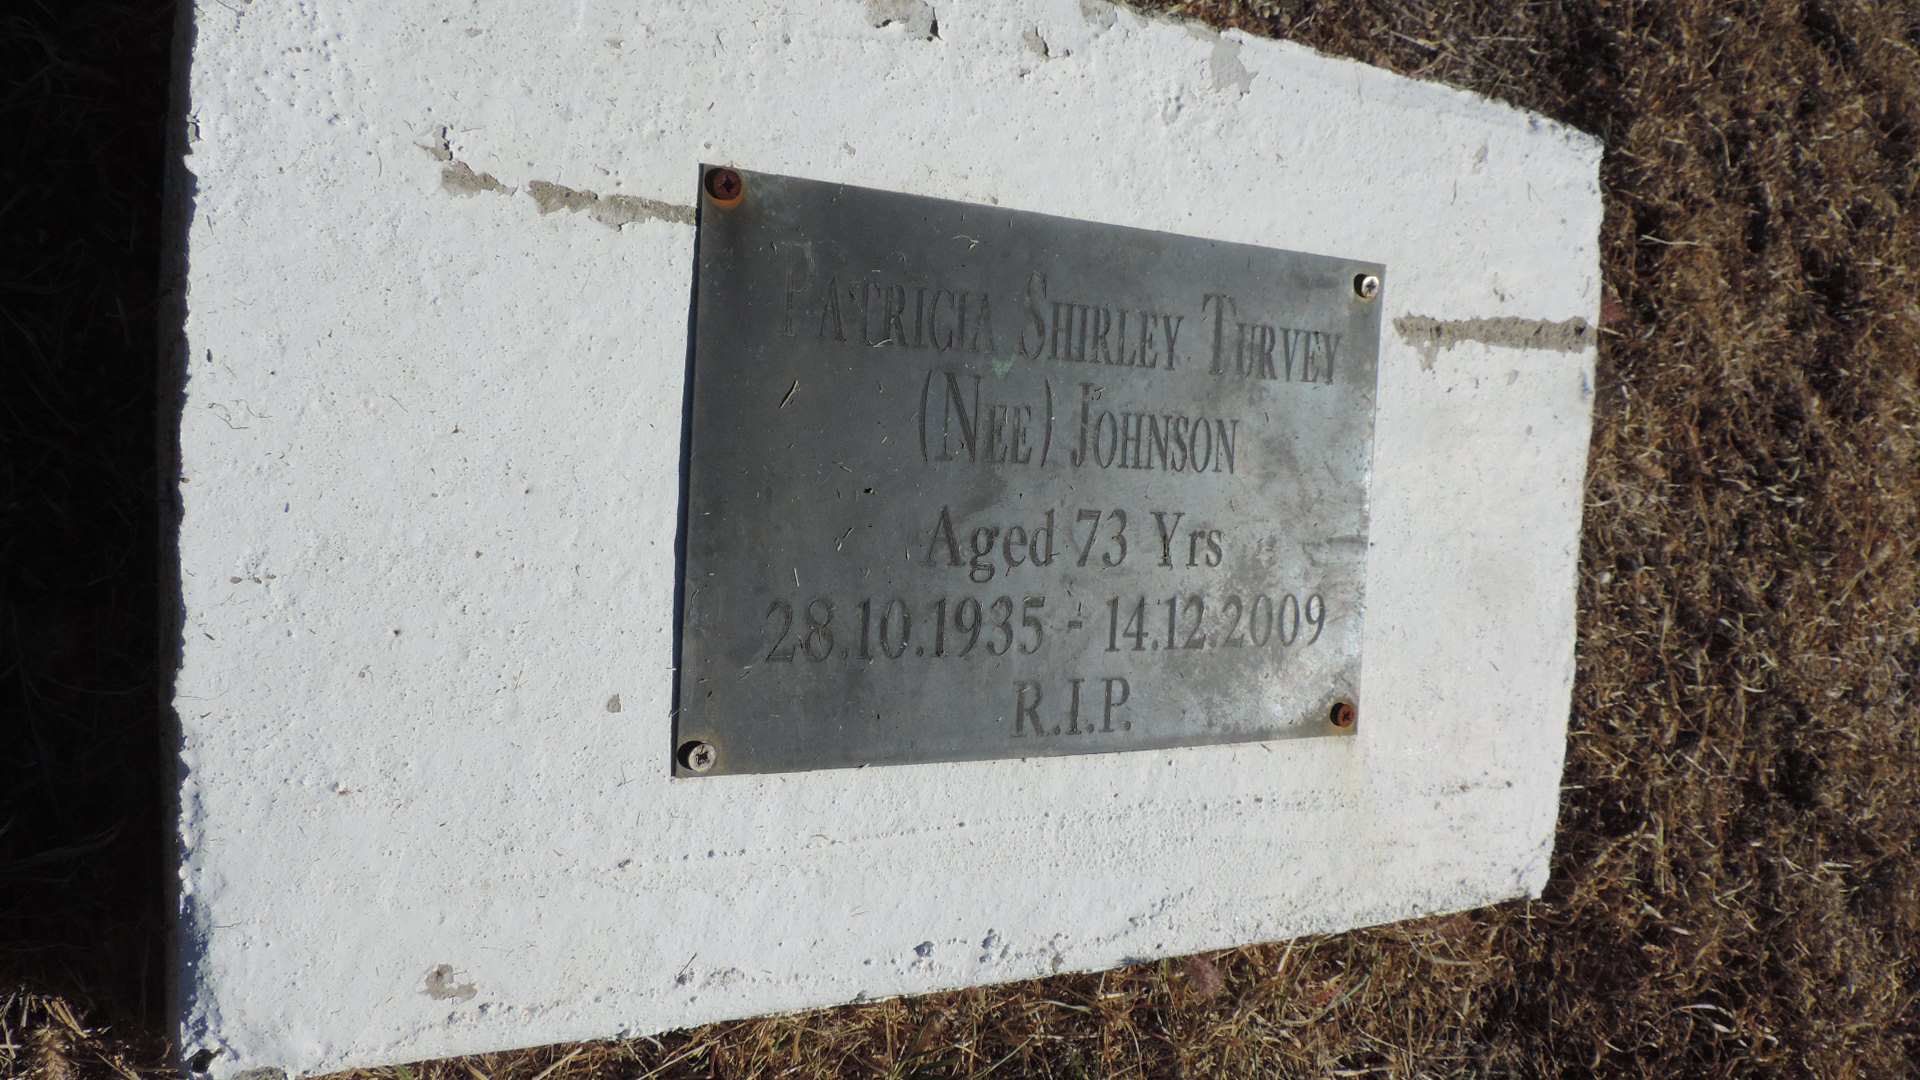 PATRICIA SHIRLEY TURVEY
(NEE) JOHNSON
Aged 73 Yrs
28.10.1935 - 14.12.2009
R.I.P.